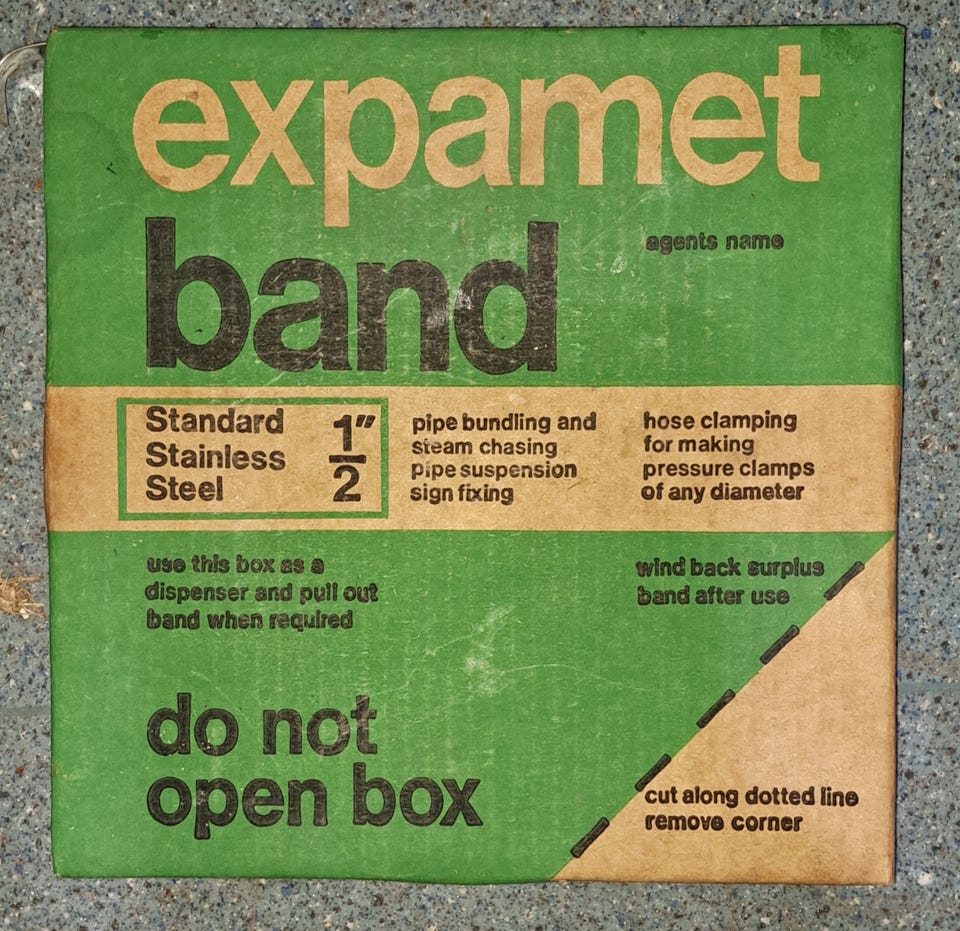 expamet
band
agents name
Standard
Stainless
Steel
1"
2
pipe bundling and
steam chasing
pipe suspension
sign fixing
hose clamping
for making
pressure clamps
of any diameter
use this box as a
dispenser and pull out
band when required
wind back surplus
band after use
do not
open box
cut along dotted line
remove corner